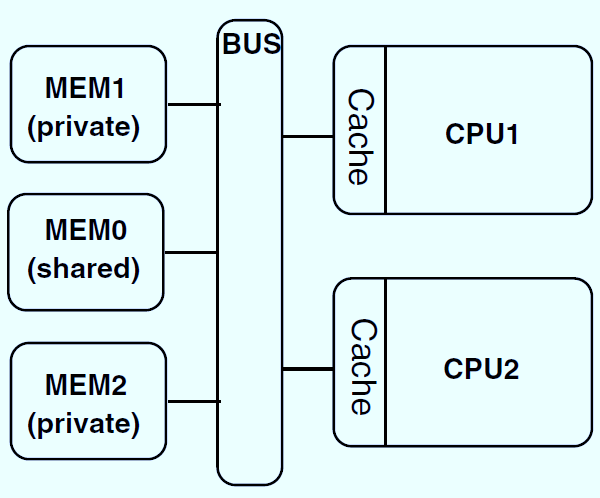 BUS
MEM1
(private)
MEM0
(shared)
MEM2
(private)
Cache
CPU1
Cache
CPU2